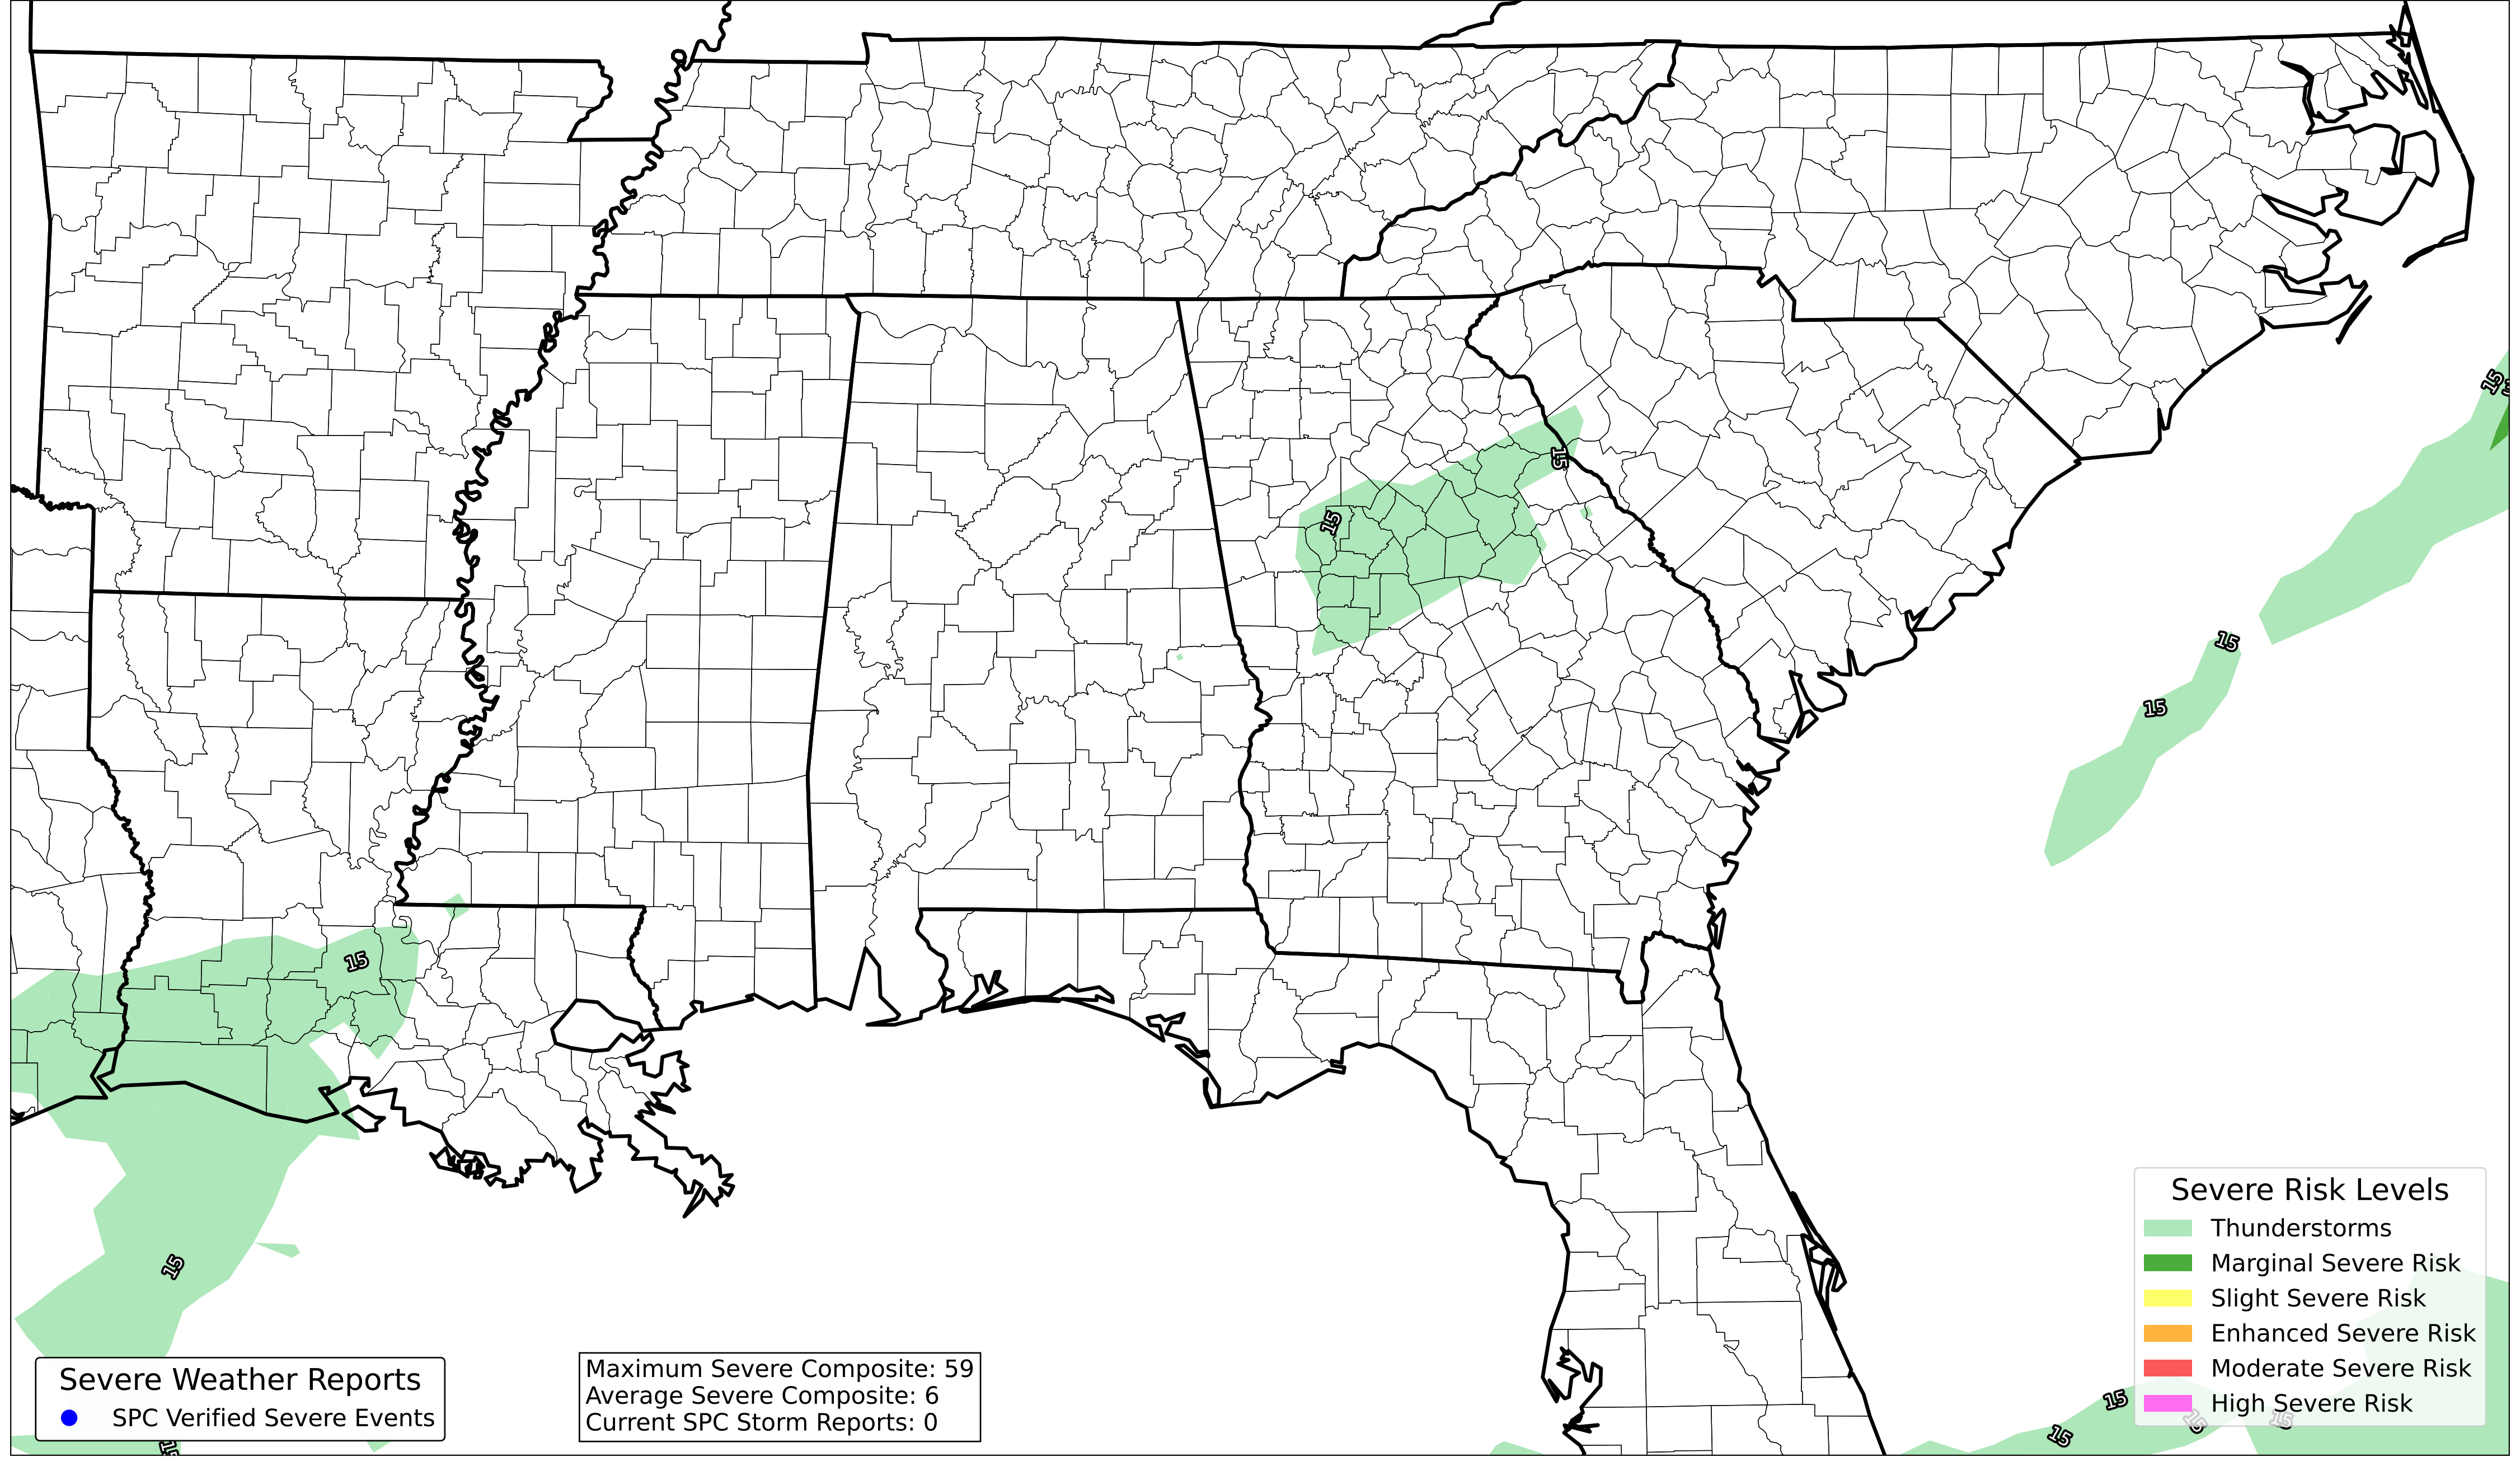 15
15
15
15
15
15
15
Severe Risk Levels
Thunderstorms
Marginal Severe Risk
Slight Severe Risk
Enhanced Severe Risk
Moderate Severe Risk
High Severe Risk
15
15
15
15
Severe Weather Reports
SPC Verified Severe Events
Maximum Severe Composite: 59
Average Severe Composite: 6
Current SPC Storm Reports: 0